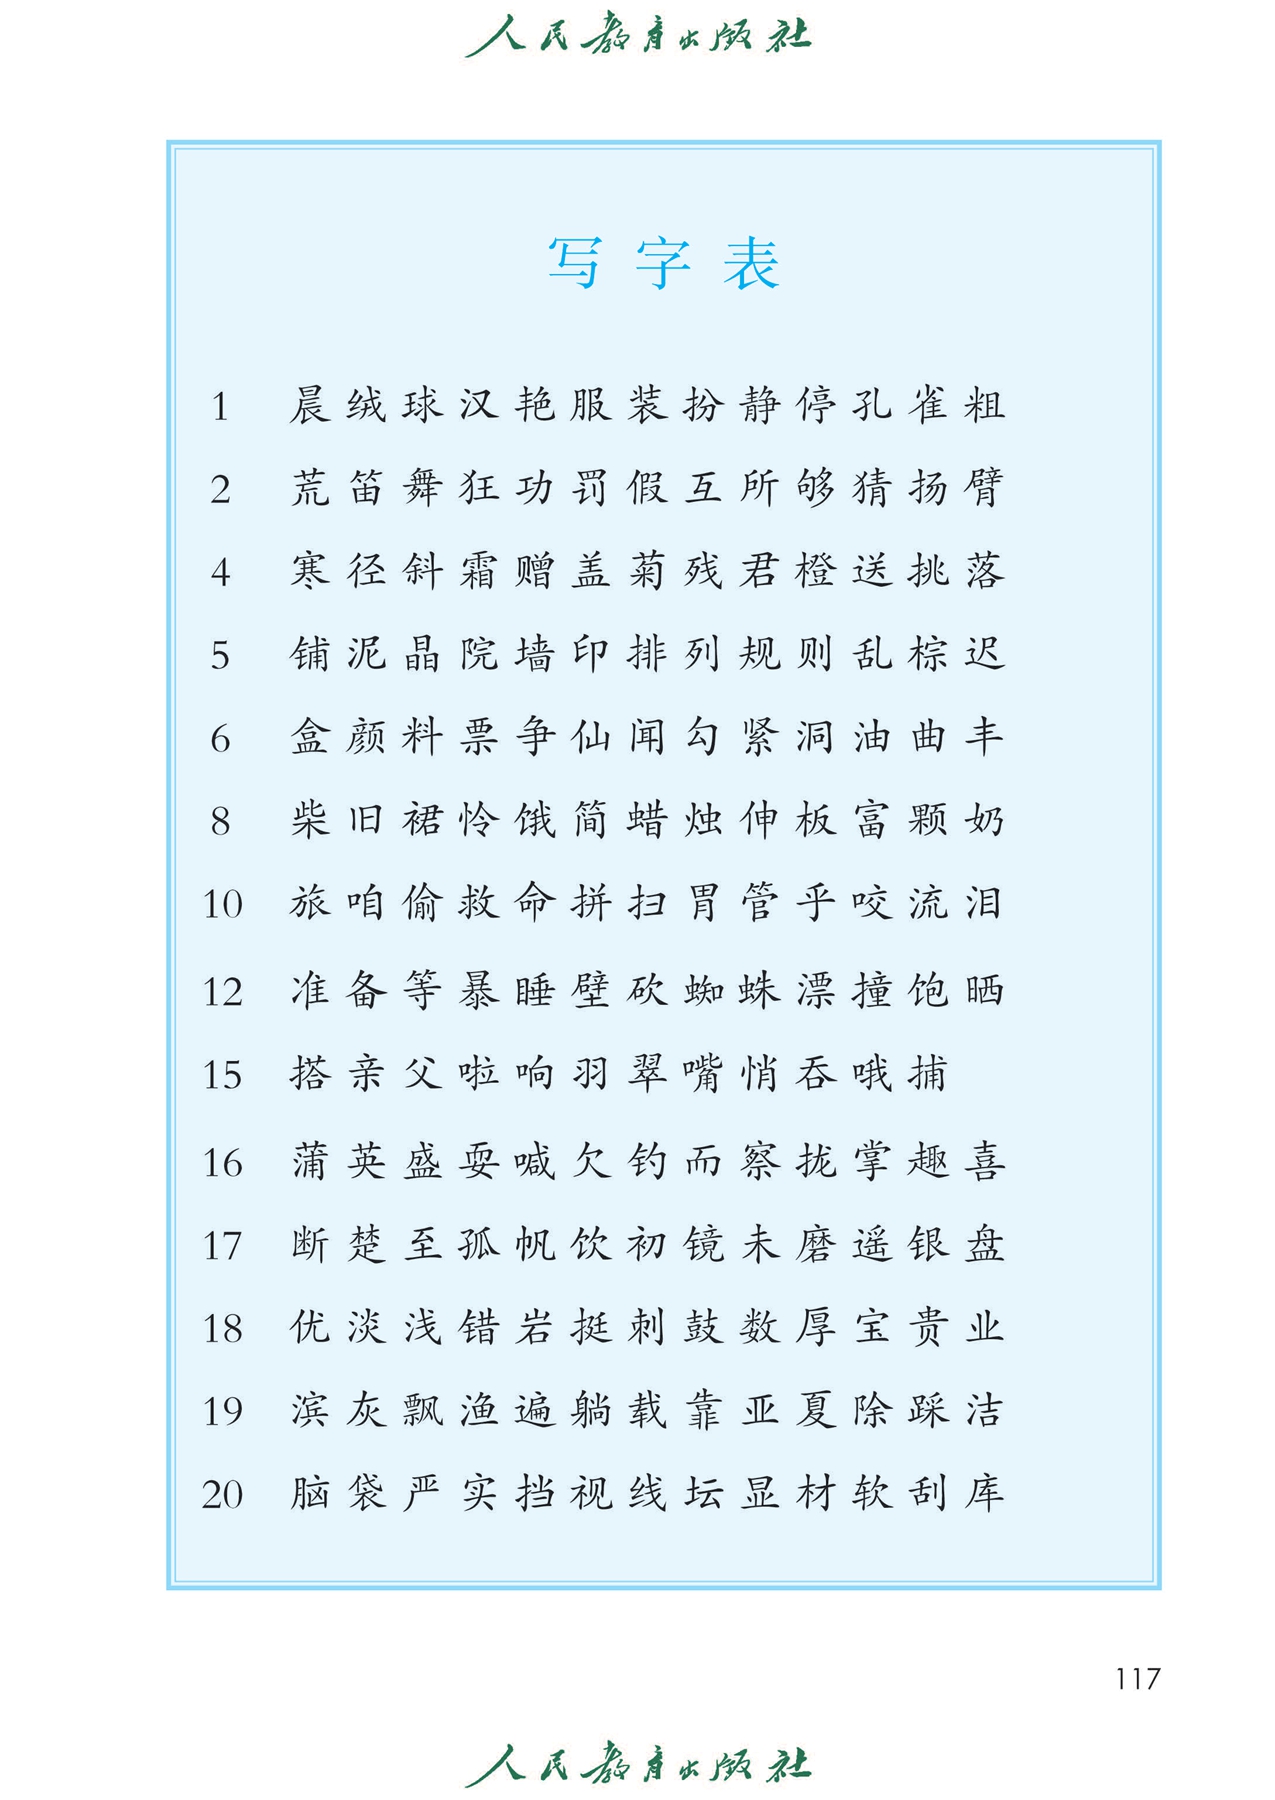 人民教育出版社
写字表
1 晨绒球汉艳服装扮静停孔雀粗
2 荒笛舞狂功罚假互所够猜扬臂
4 寒径斜霜赠盖菊残君橙送挑落
5 铺泥晶院墙印排列规则乱棕迟
6 盒颜料票争仙闻勾紧洞油曲丰
8 柴旧裙怜饿简蜡烛伸板富颗奶
10 旅咱偷救命拼扫胃管乎咬流泪
12 准备等暴睡壁砍蜘蛛漂撞饱晒
15 搭亲父啦响羽翠嘴悄吞哦捕
16 蒲英盛耍喊欠钓而察拢掌趣喜
17 断楚至孤帆饮初镜未磨遥银盘
18 优淡浅错岩挺刺鼓数厚宝贵业
19 滨灰飘渔遍躺载靠亚夏除踩洁
20 脑袋严实挡视线坛显材软刮库
117
人民教育出版社